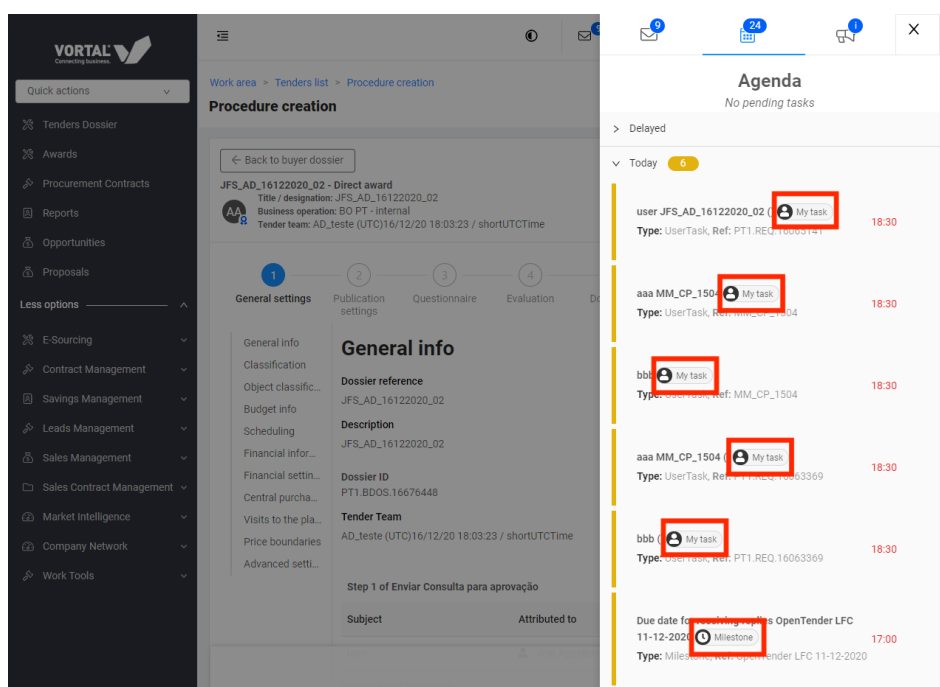 VORTAL
Connecting business.
Quick actions
Tenders Dossier
Awards
Procurement Contracts
Reports
Opportunities
Proposals
Less options
E-Sourcing
Contract Management
Savings Management
Leads Management
Sales Management
Sales Contract Management
Market Intelligence
Company Network
Work Tools
Work area > Tenders list > Procedure creation
Procedure creation
← Back to buyer dossier
JFS_AD_16122020_02 - Direct award
AA
Title / designation: JFS_AD_16122020_02
Business operation: BO PT - internal
Tender team: AD_teste (UTC)16/12/20 18:03:23 / shortUTCTime
1 2 3 4
General settings
Publication settings
Questionnaire
Evaluation
General info
Classification
Object classific...
Budget info
Scheduling
Financial infor...
Financial settin...
Central purcha...
Visits to the pla...
Price boundaries
Advanced setti...
General info
Dossier reference
JFS_AD_16122020_02
Description
JFS_AD_16122020_02
Dossier ID
PT1.BDOS.16676448
Tender Team
AD_teste (UTC)16/12/20 18:03:23 / shortUTCTime
Step 1 of Enviar Consulta para aprovação
Subject Attributed to
9 24 i X
Agenda
No pending tasks
> Delayed
Today 6
user JFS_AD_16122020_02 ( My task
Type: UserTask, Ref: PT1.REQ.16063141
18:30
aaa MM_CP_1504 My task
Type: UserTask, Ref: MM_CP_1504
18:30
bbb My task
Type: UserTask, Ref: MM_CP_1504
18:30
aaa MM_CP_1504 ( My task
Type: UserTask, Ref: PT1.REQ.16063369
18:30
bbb ( My task
Type: UserTask, Ref: PT1.REQ.16063369
18:30
Due date for receiving replies OpenTender LFC
11-12-2020 Milestone
Type: Milestone, Ref: OpenTender LFC 11-12-2020
17:00